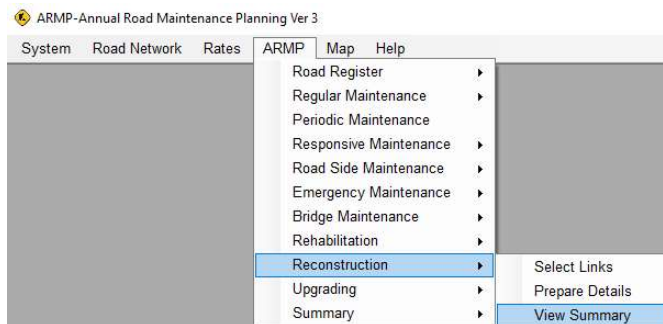 ARMP-Annual Road Maintenance Planning Ver 3
System Road Network Rates ARMP Map Help
Road Register
Regular Maintenance
Periodic Maintenance
Responsive Maintenance
Road Side Maintenance
Emergency Maintenance
Bridge Maintenance
Rehabilitation
Reconstruction
Select Links
Upgrading
Prepare Details
Summary
View Summary